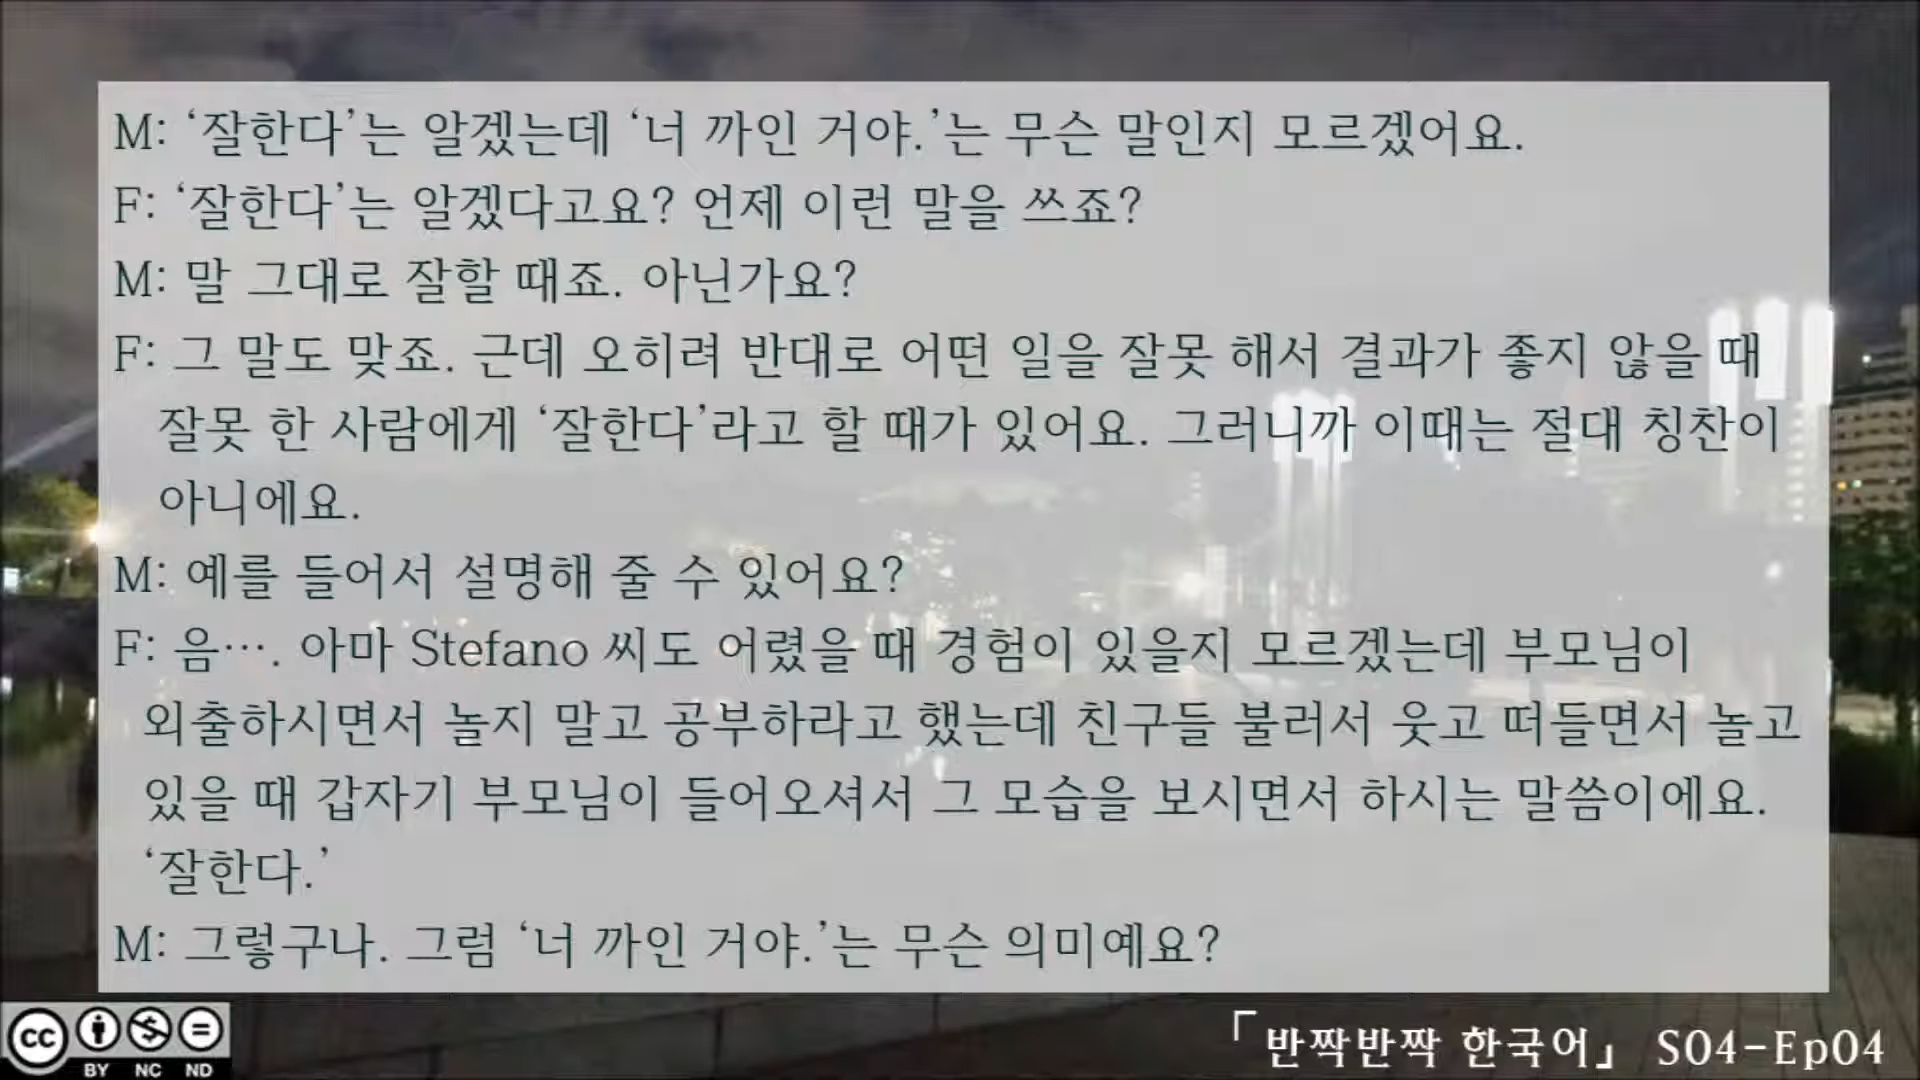 M: ‘잘한다’는 알겠는데 ‘너 까인 거야.’는 무슨 말인지 모르겠어요.
F: ‘잘한다’는 알겠다고요? 언제 이런 말을 쓰죠?
M: 말 그대로 잘할 때죠. 아닌가요?
F: 그 말도 맞죠. 근데 오히려 반대로 어떤 일을 잘못 해서 결과가 좋지 않을 때
잘못 한 사람에게 ‘잘한다’라고 할 때가 있어요. 그러니까 이때는 절대 칭찬이
아니에요.
M: 예를 들어서 설명해 줄 수 있어요?
F: 음…. 아마 Stefano 씨도 어렸을 때 경험이 있을지 모르겠는데 부모님이
외출하시면서 놀지 말고 공부하라고 했는데 친구들 불러서 웃고 떠들면서 놀고
있을 때 갑자기 부모님이 들어오셔서 그 모습을 보시면서 하시는 말씀이에요.
‘잘한다.’
M: 그렇구나. 그럼 ‘너 까인 거야.’는 무슨 의미예요?
cc BY NC ND
「반짝반짝 한국어」 S04-Ep04